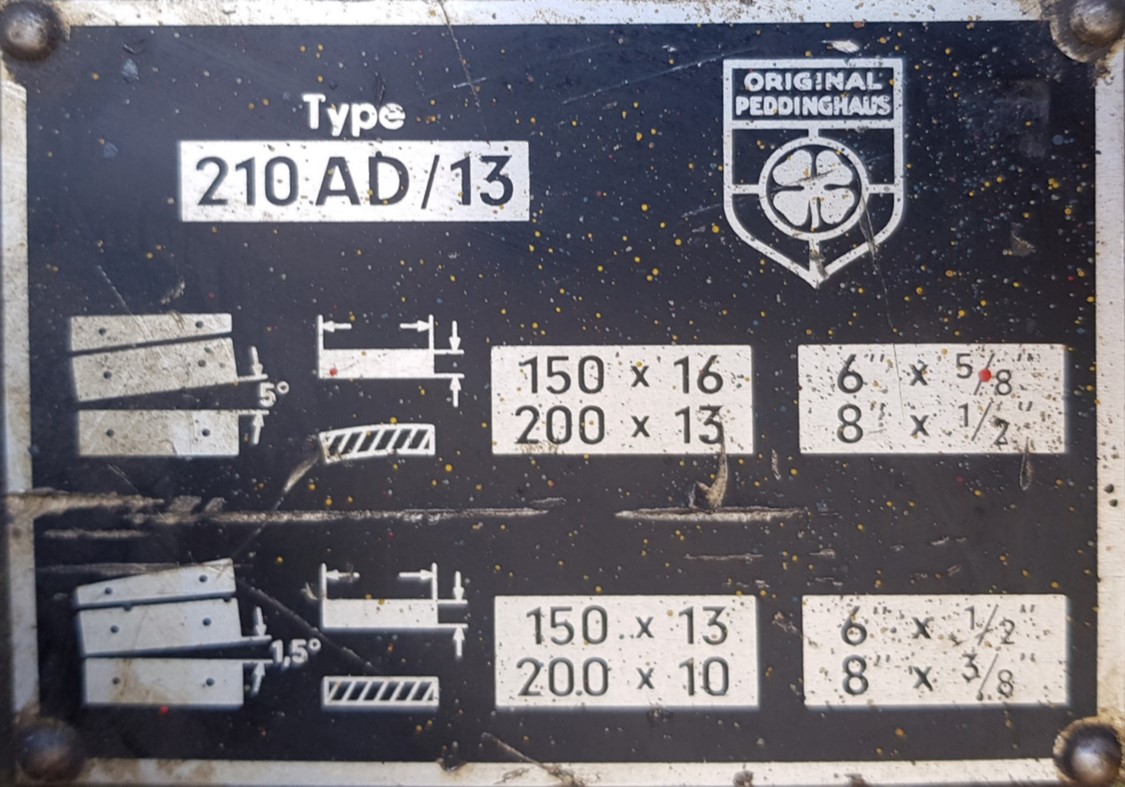 Type
210 AD/13
ORIGINAL
PEDDINGHAUS
5°
150 x 16
200 x 13
6" x 5/8"
8" x 1/2"
1,5°
150 x 13
200 x 10
6" x 1/2"
8" x 3/8"